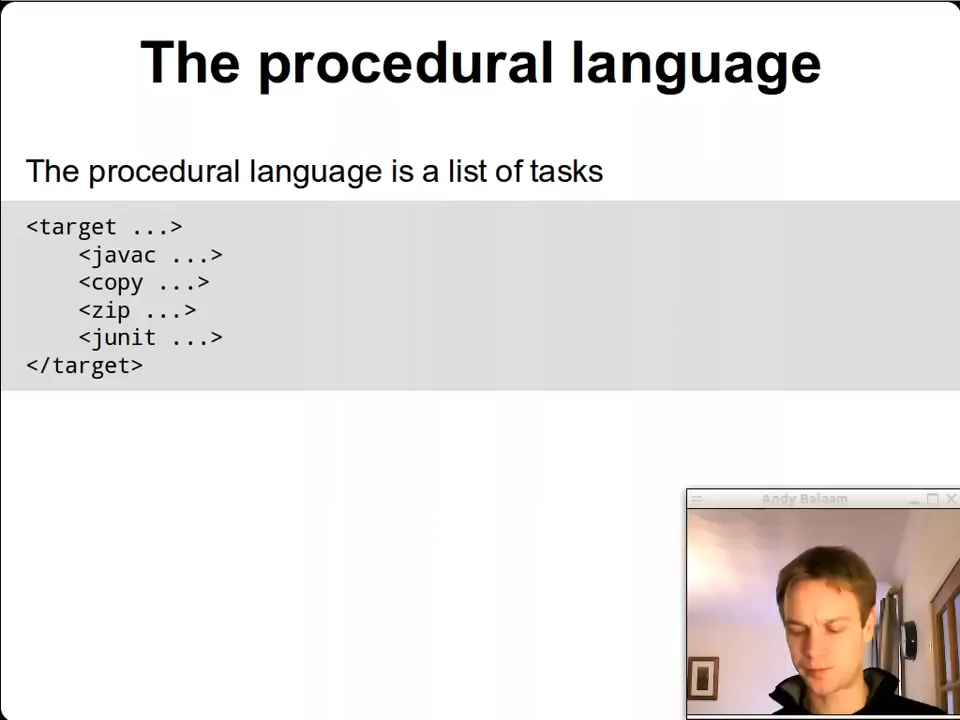 The procedural language
The procedural language is a list of tasks
<target ...>
    <javac ...>
    <copy ...>
    <zip ...>
    <junit ...>
</target>
Andy Balaam